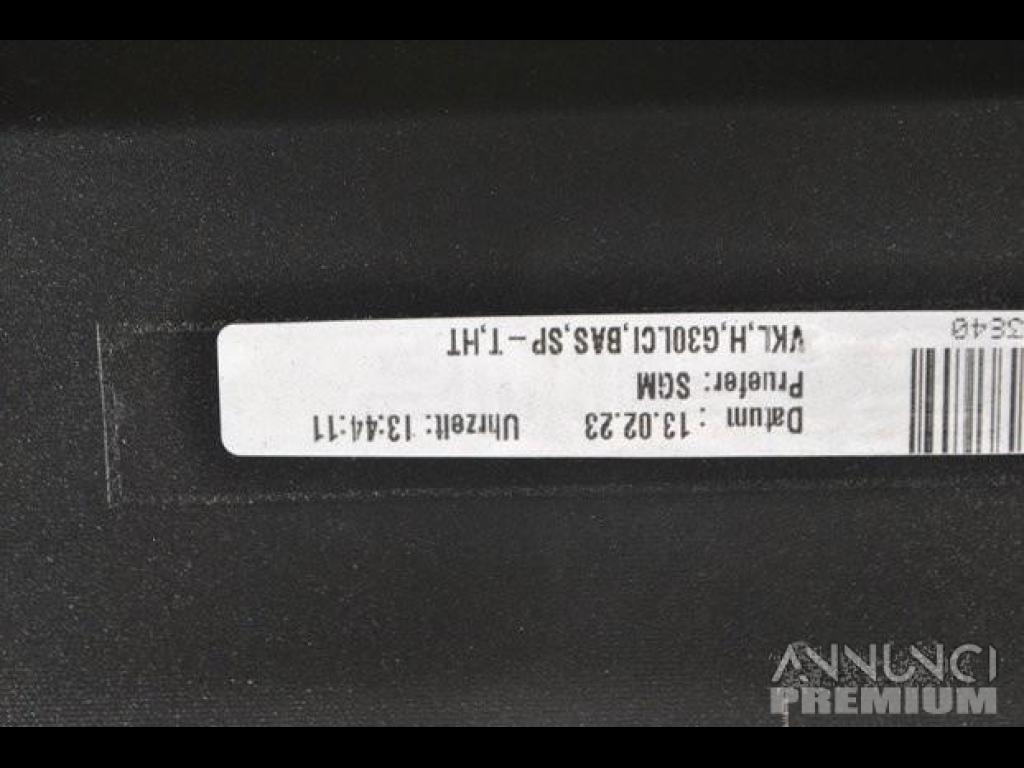 Datum : 13.02.23 Uhrzeit: 13:44:11
Pruefer: SGM
VKL,H,G30LCI,BAS,SP-T,HT
ANNUNCI
PREMIUM